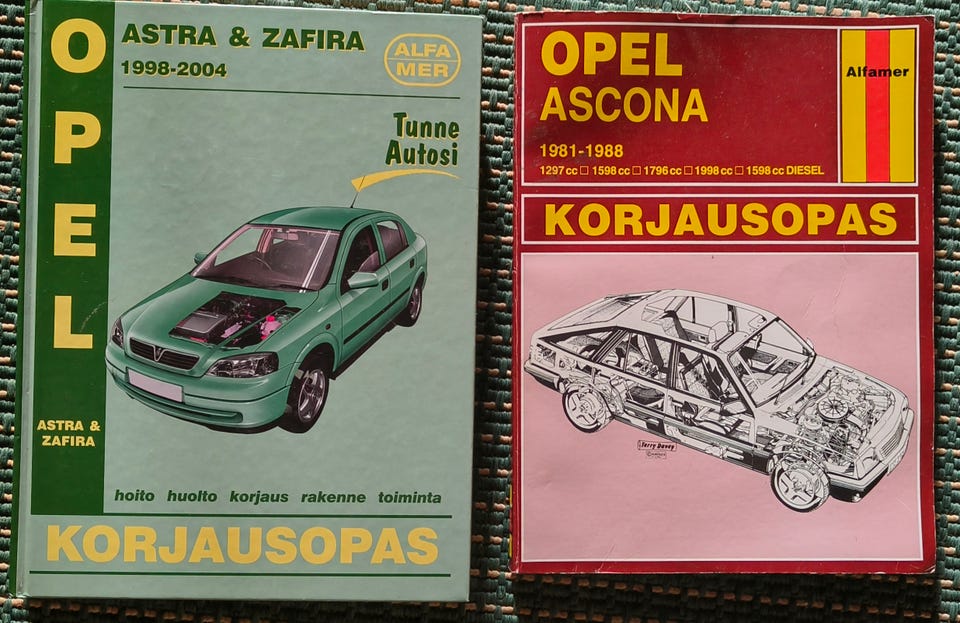 OPEL
ASTRA & ZAFIRA
1998-2004
ALFA
MER
Tunne
Autosi
ASTRA &
ZAFIRA
hoito huolto korjaus rakenne toiminta
KORJAUSOPAS
OPEL
ASCONA
1981-1988
1297 cc □ 1598 cc □ 1796 cc □ 1998 cc □ 1598 cc DIESEL
Alfamer
KORJAUSOPAS
Terry Davey